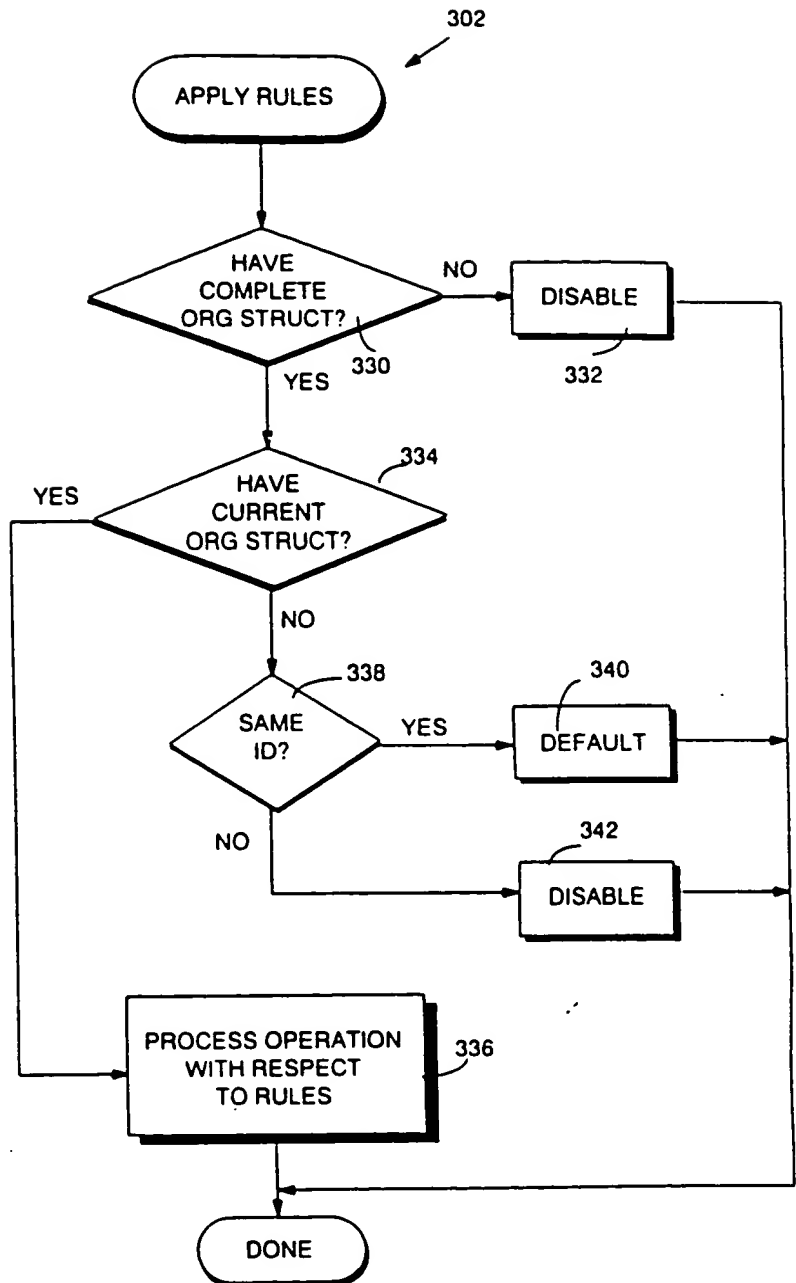 302
APPLY RULES
HAVE
COMPLETE
ORG STRUCT?
330
NO
DISABLE
332
YES
334
YES
HAVE
CURRENT
ORG STRUCT?
NO
338
SAME
ID?
YES
340
DEFAULT
NO
342
DISABLE
PROCESS OPERATION
WITH RESPECT
TO RULES
336
DONE